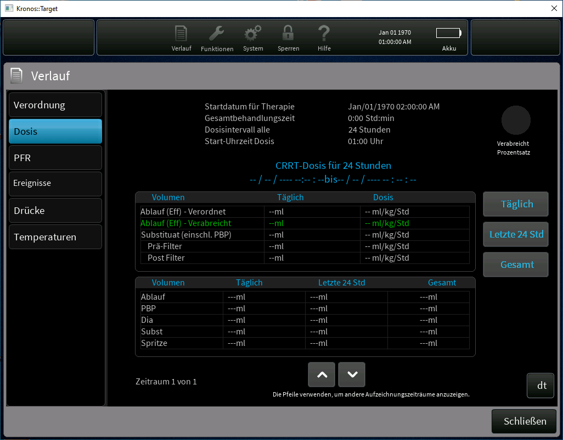 Kronos::Target
Verlauf Funktionen System Sperren Hilfe
Jan 01 1970
01:00:00 AM
Akku
Verlauf
Verordnung
Dosis
PFR
Ereignisse
Drücke
Temperaturen
Startdatum für Therapie Jan/01/1970 02:00:00 AM
Gesamtbehandlungszeit 0:00 Std:min
Dosisintervall alle 24 Stunden
Start-Uhrzeit Dosis 01:00 Uhr
Verabreicht
Prozentsatz
CRRT-Dosis für 24 Stunden
-- / -- / ---- --:-- : --bis-- / -- / ---- -- : -- : --
Volumen Täglich Dosis
Ablauf (Eff) - Verordnet --ml -- ml/kg/Std
Ablauf (Eff) - Verabreicht --ml -- ml/kg/Std
Substituat (einschl. PBP) --ml -- ml/kg/Std
Prä-Filter --ml -- ml/kg/Std
Post Filter --ml -- ml/kg/Std
Täglich
Letzte 24 Std
Gesamt
Volumen Täglich Letzte 24 Std Gesamt
Ablauf ---ml ---ml ---ml
PBP ---ml ---ml ---ml
Dia ---ml ---ml ---ml
Subst ---ml ---ml ---ml
Spritze ---ml ---ml ---ml
Zeitraum 1 von 1
Die Pfeile verwenden, um andere Aufzeichnungszeiträume anzuzeigen.
dt
Schließen